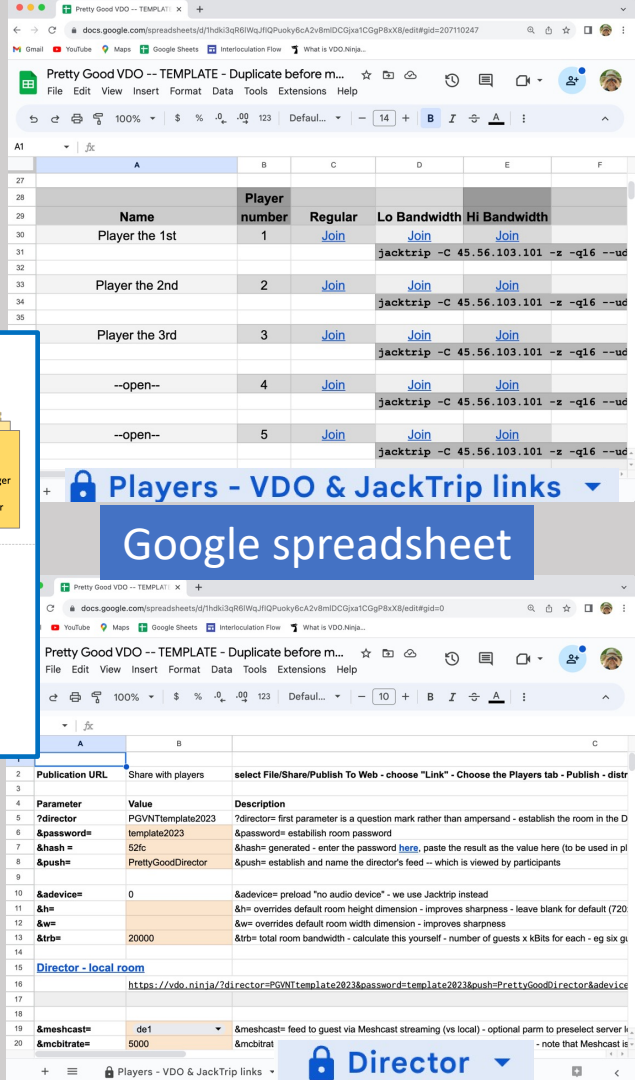 Pretty Good VDO -- TEMPLATE
docs.google.com/spreadsheets/d/1hdki3qR6IWqJfIQPuoky6cA2v8mIDCGjxa1CGgP8xX8/edit#gid=207110247
Gmail YouTube Maps Google Sheets Interloculation Flow What is VDO.Ninja...
Pretty Good VDO -- TEMPLATE - Duplicate before m...
File Edit View Insert Format Data Tools Extensions Help
100% $ % .0 .00 123 Defaul... - 14 + B I A
A1 fx
A B C D E F
27
28 Player
29 Name number Regular Lo Bandwidth Hi Bandwidth
30 Player the 1st 1 Join Join Join
31 jacktrip -C 45.56.103.101 -z -q16 --ud
32
33 Player the 2nd 2 Join Join Join
34 jacktrip -C 45.56.103.101 -z -q16 --ud
35
Player the 3rd 3 Join Join Join
jacktrip -C 45.56.103.101 -z -q16 --ud
--open-- 4 Join Join Join
jacktrip -C 45.56.103.101 -z -q16 --ud
--open-- 5 Join Join Join
jacktrip -C 45.56.103.101 -z -q16 --ud
+ Players - VDO & JackTrip links
Google spreadsheet
Pretty Good VDO -- TEMPLATE
docs.google.com/spreadsheets/d/1hdki3qR6IWqJfIQPuoky6cA2v8mIDCGjxa1CGgP8xX8/edit#gid=0
YouTube Maps Google Sheets Interloculation Flow What is VDO.Ninja...
Pretty Good VDO -- TEMPLATE - Duplicate before m...
File Edit View Insert Format Data Tools Extensions Help
100% $ % .0 .00 123 Defaul... - 10 + B I A
fx
A B C
1
2 Publication URL Share with players select File/Share/Publish To Web - choose "Link" - Choose the Players tab - Publish - distr
3
4 Parameter Value Description
5 ?director PGVNTtemplate2023 ?director= first parameter is a question mark rather than ampersand - establish the room in the D
6 &password= template2023 &password= estabilish room password
7 &hash = 52fc &hash= generated - enter the password here, paste the result as the value here (to be used in pl
8 &push= PrettyGoodDirector &push= establish and name the director's feed -- which is viewed by participants
9
10 &adevice= 0 &adevice= preload "no audio device" - we use Jacktrip instead
11 &h= &h= overrides default room height dimension - improves sharpness - leave blank for default (720
12 &w= &w= overrides default room width dimension - improves sharpness
13 &trb= 20000 &trb= total room bandwidth - calculate this yourself - number of guests x kBits for each - eg six gu
14
15 Director - local room
16 https://vdo.ninja/?director=PGVNTtemplate2023&password=template2023&push=PrettyGoodDirector&adevice
17
18
19 &meshcast= de1 &meshcast= feed to guest via Meshcast streaming (vs local) - optional parm to preselect server
20 &mcbitrate= 5000 &mcbitrat - note that Meshcast is
+ Players - VDO & JackTrip links Director